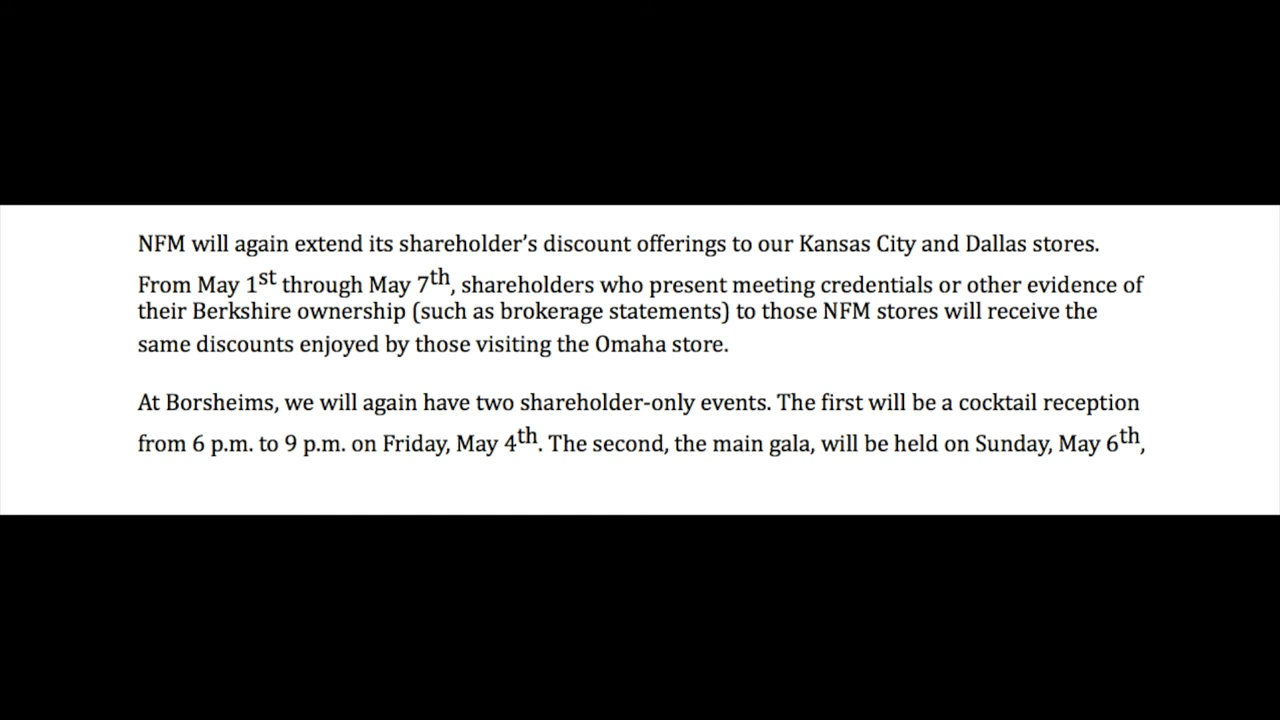 NFM will again extend its shareholder’s discount offerings to our Kansas City and Dallas stores.
From May 1st through May 7th, shareholders who present meeting credentials or other evidence of
their Berkshire ownership (such as brokerage statements) to those NFM stores will receive the
same discounts enjoyed by those visiting the Omaha store.
At Borsheims, we will again have two shareholder-only events. The first will be a cocktail reception
from 6 p.m. to 9 p.m. on Friday, May 4th. The second, the main gala, will be held on Sunday, May 6th,